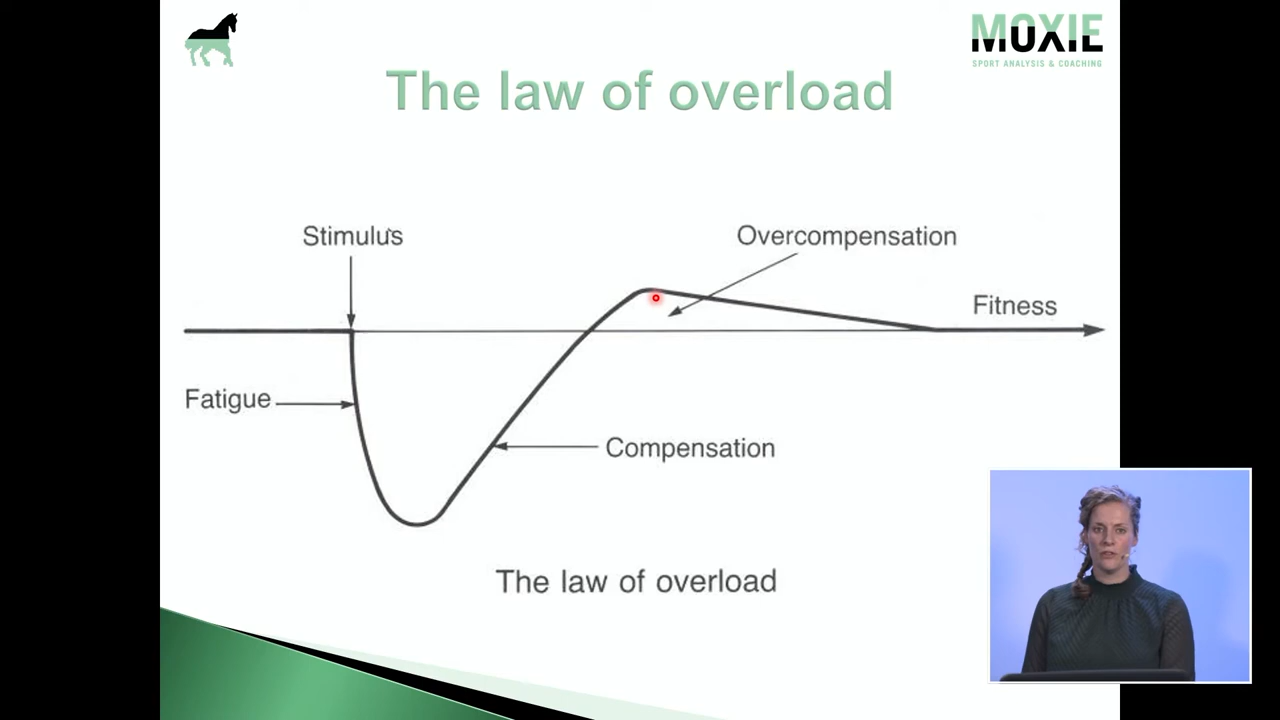 MOXIE
SPORT ANALYSIS & COACHING
The law of overload
Stimulus
Overcompensation
Fitness
Fatigue
Compensation
The law of overload